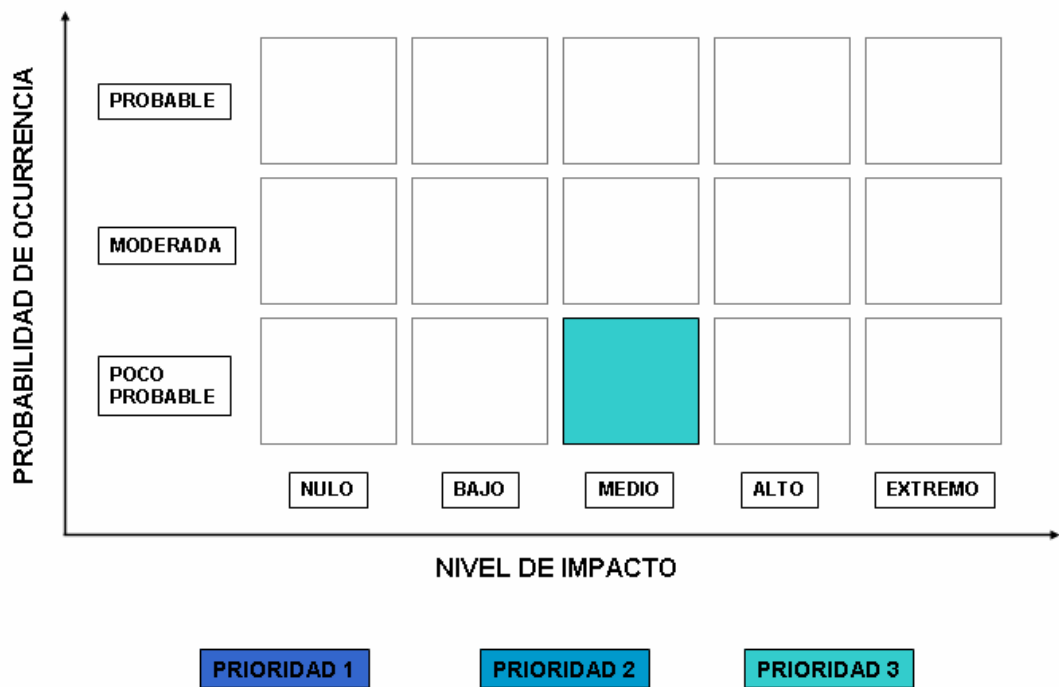 PROBABILIDAD DE OCURRENCIA
PROBABLE
MODERADA
POCO
PROBABLE
NULO
BAJO
MEDIO
ALTO
EXTREMO
NIVEL DE IMPACTO
PRIORIDAD 1
PRIORIDAD 2
PRIORIDAD 3